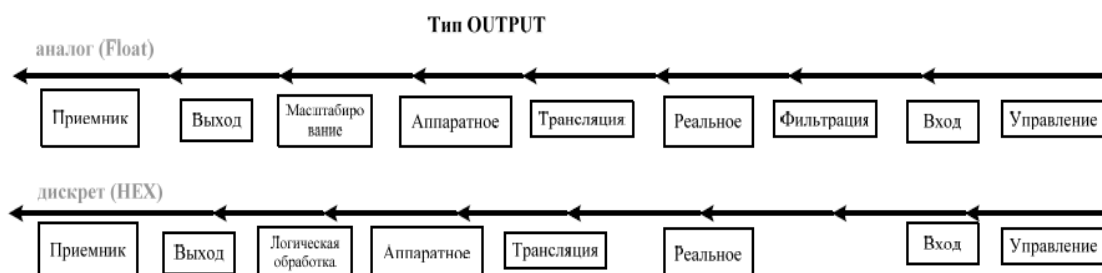 Тип OUTPUT
аналог (Float)
Приемник
Выход
Масштабиро
вание
Аппаратное
Трансляция
Реальное
Фильтрация
Вход
Управление
дискрет (HEX)
Приемник
Выход
Логическая
обработка
Аппаратное
Трансляция
Реальное
Вход
Управление